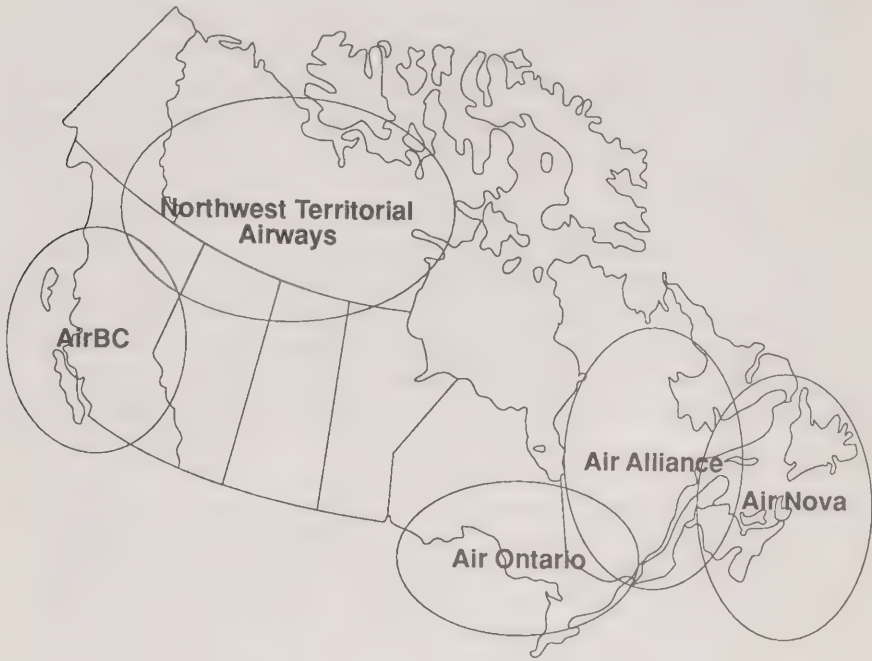 Northwest Territorial
Airways
AirBC
Air Alliance
Air Nova
Air Ontario